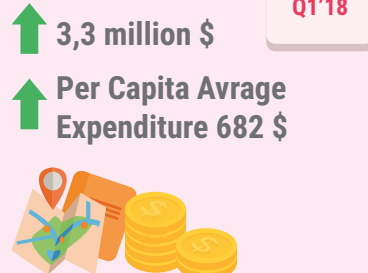 Q1'18
3,3 million $
Per Capita Avrage
Expenditure 682 $